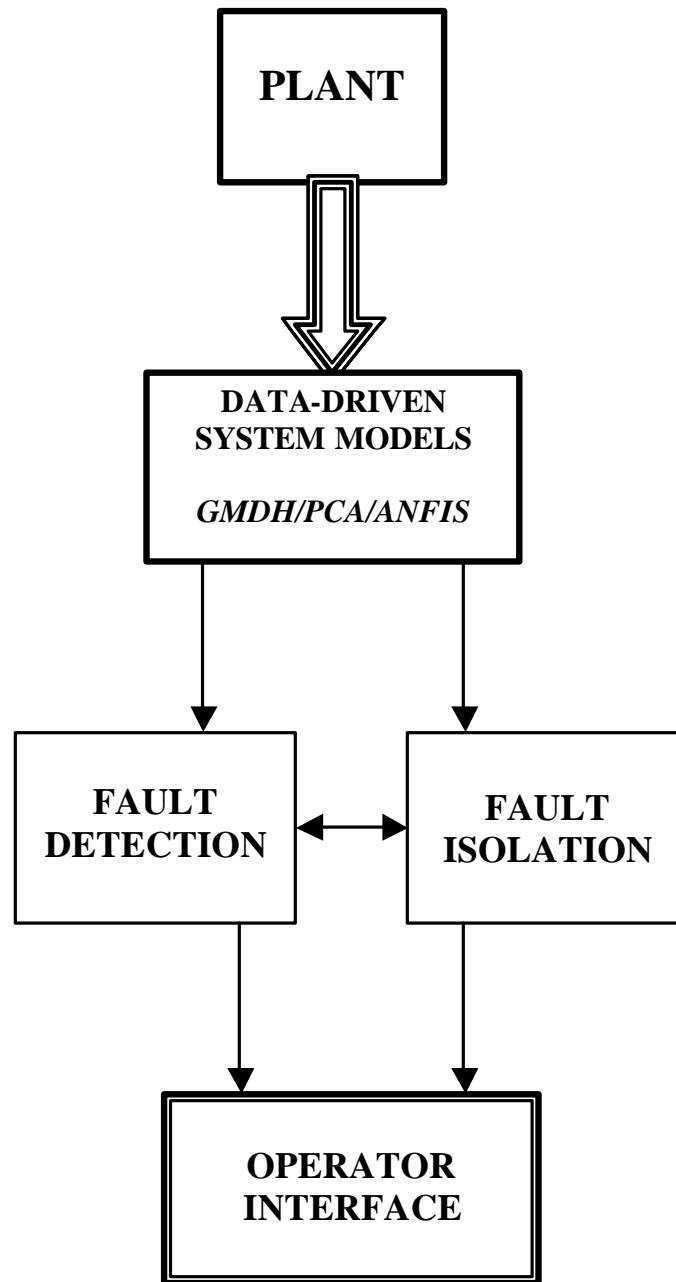 PLANT
DATA-DRIVEN
SYSTEM MODELS
GMDH/PCA/ANFIS
FAULT
DETECTION
FAULT
ISOLATION
OPERATOR
INTERFACE